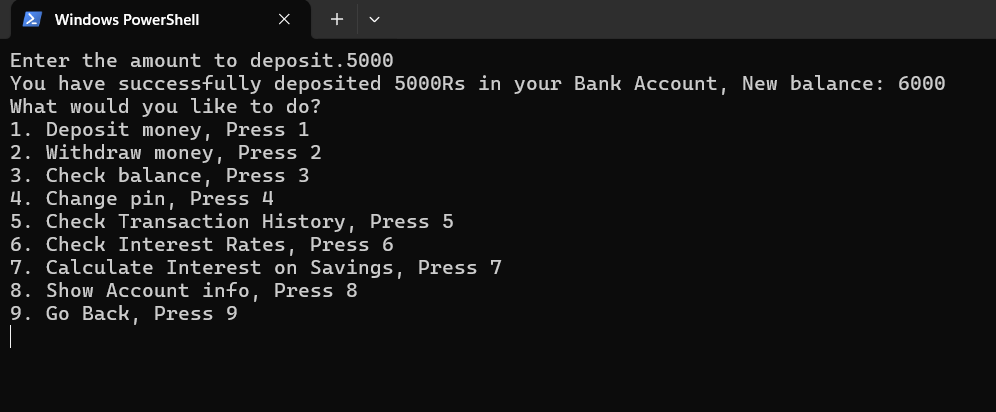 Windows PowerShell
Enter the amount to deposit.5000
You have successfully deposited 5000Rs in your Bank Account, New balance: 6000
What would you like to do?
1. Deposit money, Press 1
2. Withdraw money, Press 2
3. Check balance, Press 3
4. Change pin, Press 4
5. Check Transaction History, Press 5
6. Check Interest Rates, Press 6
7. Calculate Interest on Savings, Press 7
8. Show Account info, Press 8
9. Go Back, Press 9